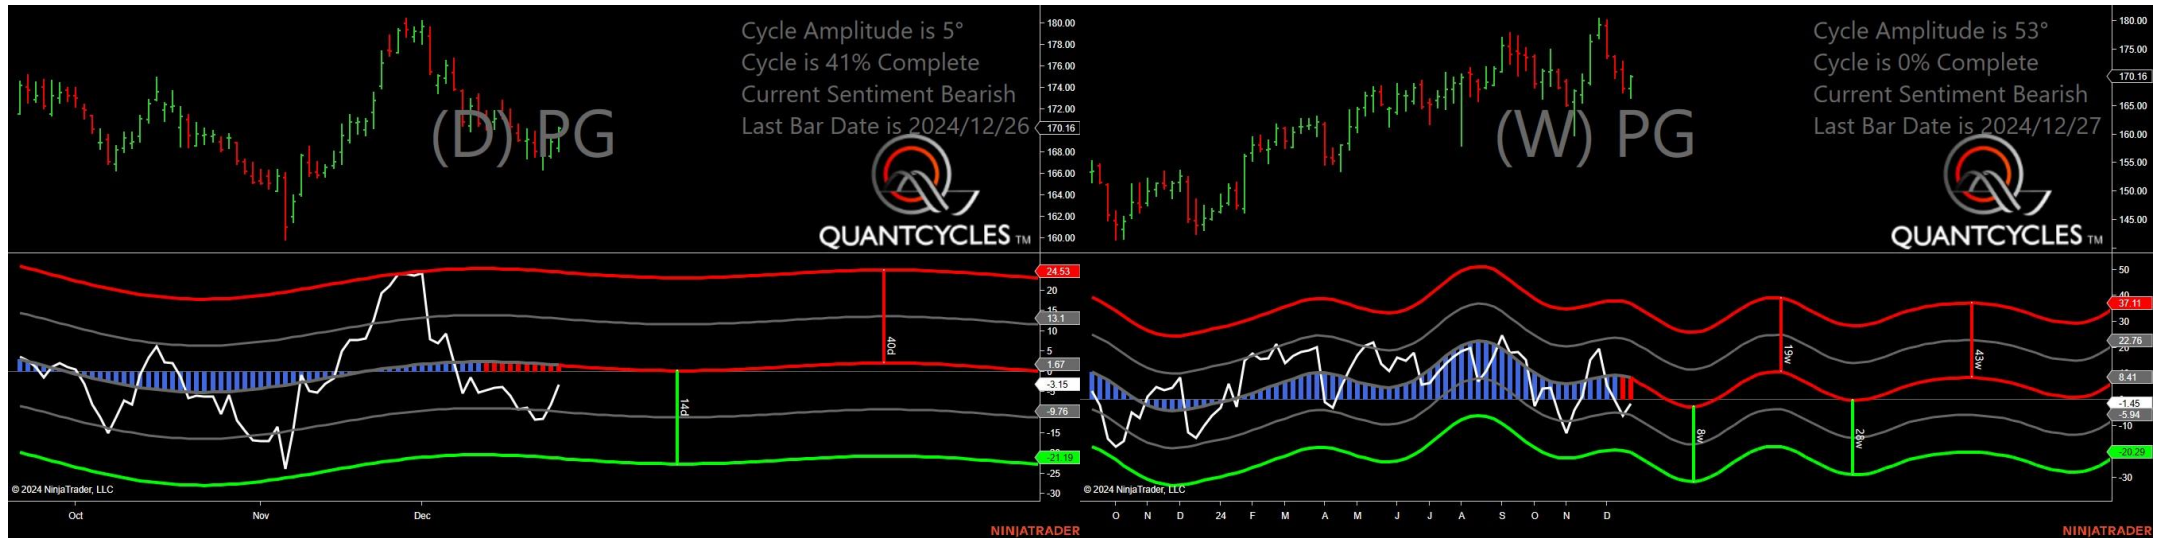 Cycle Amplitude is 5°
Cycle is 41% Complete
Current Sentiment Bearish
Last Bar Date is 2024/12/26
(D) PG
QUANTCYCLES TM
180.00
178.00
176.00
174.00
172.00
170.16
168.00
166.00
164.00
162.00
160.00
24.53
20
15
13.1
10
5
1.67
0
-3.15
-5
-9.76
-15
-21.19
-25
-30
14d
40d
© 2024 NinjaTrader, LLC
Oct Nov Dec
NINJATRADER
Cycle Amplitude is 53°
Cycle is 0% Complete
Current Sentiment Bearish
Last Bar Date is 2024/12/27
(W) PG
QUANTCYCLES TM
180.00
175.00
170.16
165.00
160.00
155.00
150.00
145.00
50
40
37.11
30
22.76
20
8.41
-1.45
-5.94
-10
-20.29
-30
8w
19w
28w
43w
© 2024 NinjaTrader, LLC
O N D 24 F M A M J J A S O N D
NINJATRADER